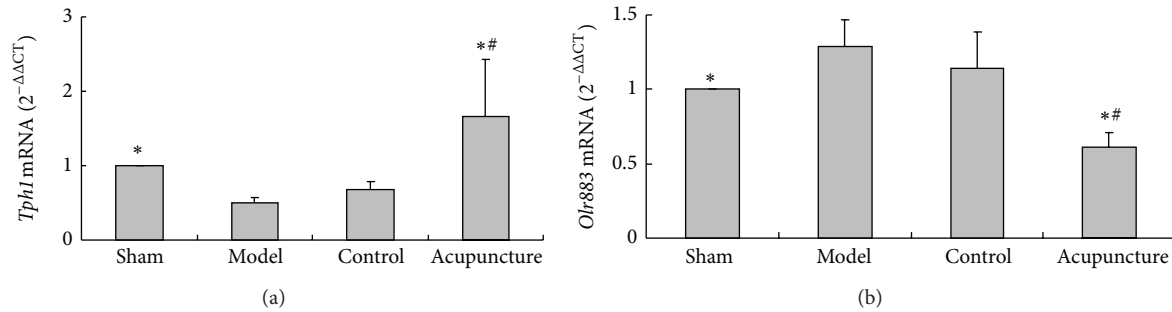 Tph1 mRNA (2^−ΔΔCT)
3
2
1
0
*
*#
Sham Model Control Acupuncture
(a)
Olr883 mRNA (2^−ΔΔCT)
1.5
1
0.5
0
*
*#
Sham Model Control Acupuncture
(b)